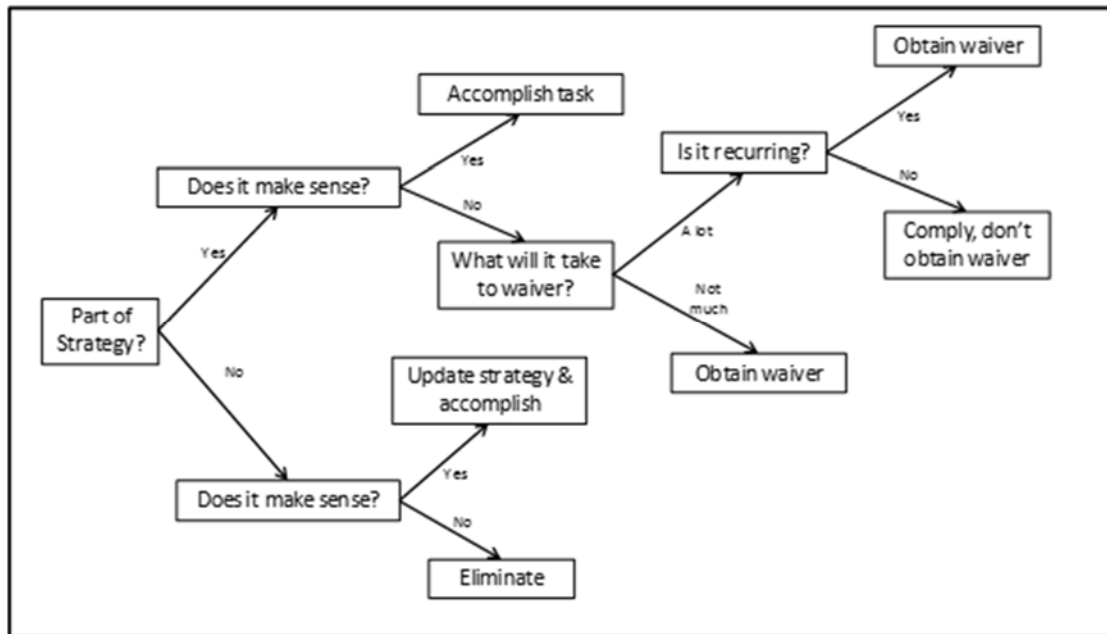 Obtain waiver
Accomplish task
Yes
Is it recurring?
Yes
Does it make sense?
No
No
A lot
Comply, don't
obtain waiver
Yes
What will it take
to waiver?
Not
much
Part of
Strategy?
Obtain waiver
No
Update strategy &
accomplish
Yes
Does it make sense?
No
Eliminate